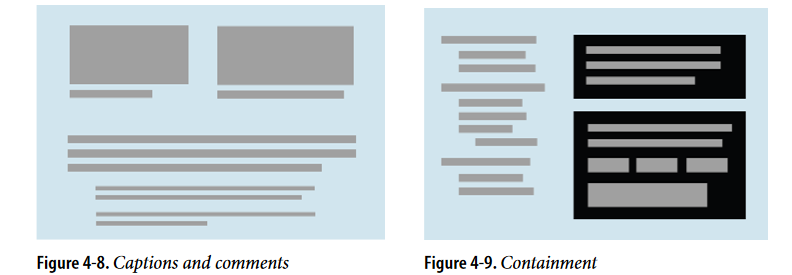 Figure 4-8. Captions and comments
Figure 4-9. Containment